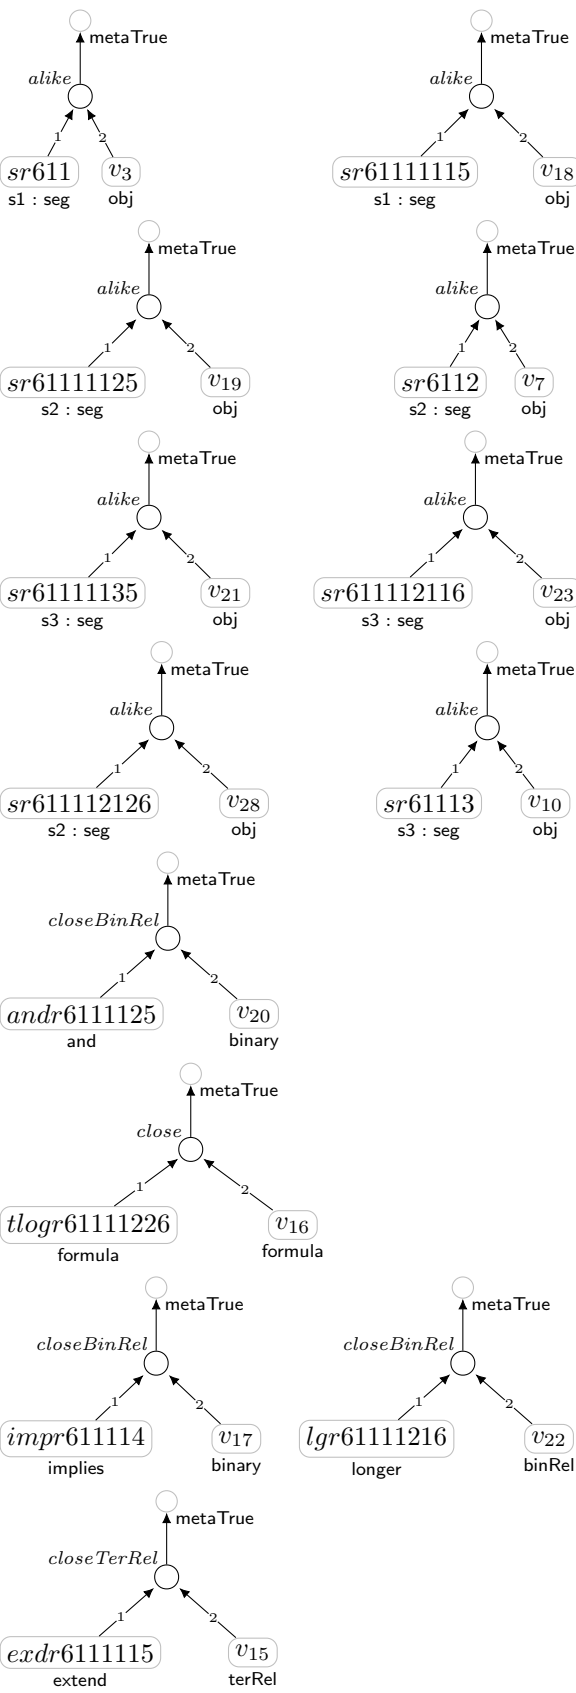 metaTrue metaTrue
alike alike
1 2 1 2
sr611 v3 sr61111115 v18
s1 : seg obj s1 : seg obj
metaTrue metaTrue
alike alike
1 2 1 2
sr61111125 v19 sr6112 v7
s2 : seg obj s2 : seg obj
metaTrue metaTrue
alike alike
1 2 1 2
sr61111135 v21 sr611112116 v23
s3 : seg obj s3 : seg obj
metaTrue metaTrue
alike alike
1 2 1 2
sr611112126 v28 sr61113 v10
s2 : seg obj s3 : seg obj
metaTrue
closeBinRel
1 2
andr6111125 v20
and binary
metaTrue
close
1 2
tlogr61111226 v16
formula formula
metaTrue metaTrue
closeBinRel closeBinRel
1 2 1 2
impr611114 v17 lgr61111216 v22
implies binary longer binRel
metaTrue
closeTerRel
1 2
exdr6111115 v15
extend terRel